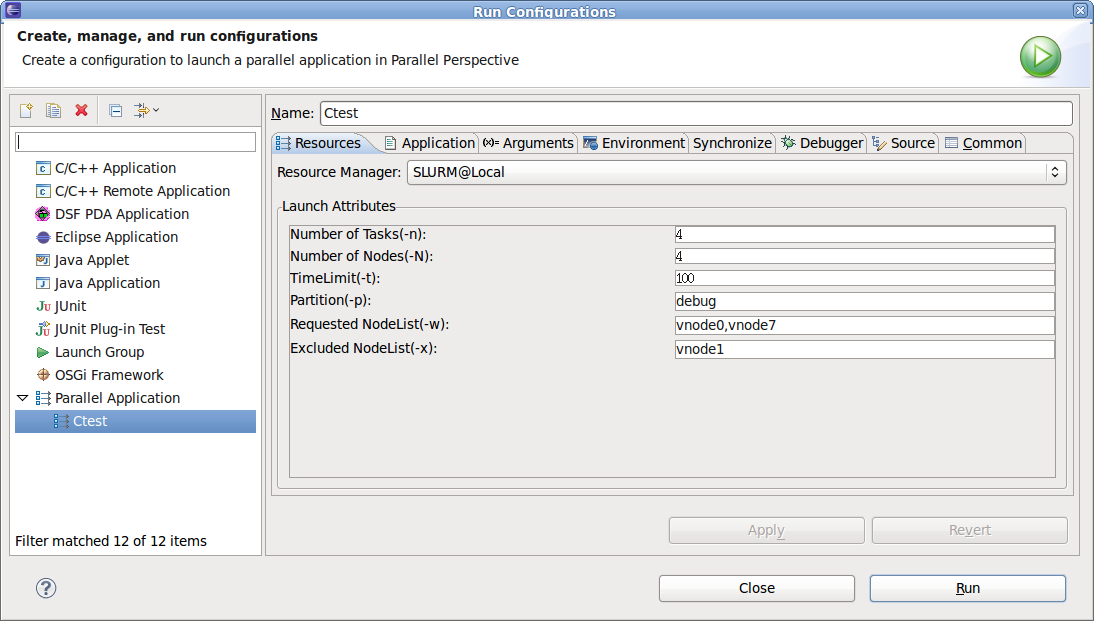 Run Configurations
Create, manage, and run configurations
Create a configuration to launch a parallel application in Parallel Perspective
Name: Ctest
Resources Application (x)= Arguments Environment Synchronize Debugger Source Common
Resource Manager: SLURM@Local
Launch Attributes
Number of Tasks(-n): 4
Number of Nodes(-N): 4
TimeLimit(-t): 100
Partition(-p): debug
Requested NodeList(-w): vnode0,vnode7
Excluded NodeList(-x): vnode1
C/C++ Application
C/C++ Remote Application
DSF PDA Application
Eclipse Application
Java Applet
Java Application
JU JUnit
JU JUnit Plug-in Test
Launch Group
OSGi Framework
Parallel Application
Ctest
Filter matched 12 of 12 items
Apply Revert
? Close Run